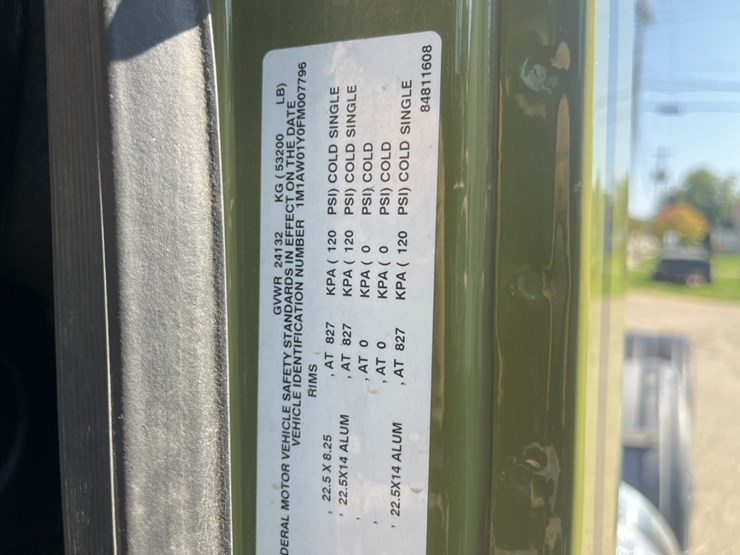 GVWR 24132 KG ( 53200 LB)
DERAL MOTOR VEHICLE SAFETY STANDARDS IN EFFECT ON THE DATE
VEHICLE IDENTIFICATION NUMBER 1M1AW01Y0FM007796
RIMS
, 22.5 X 8.25 , AT 827 KPA ( 120 PSI) COLD SINGLE
, 22.5X14 ALUM , AT 827 KPA ( 120 PSI) COLD SINGLE
, , AT 0 KPA ( 0 PSI) COLD
, , AT 0 KPA ( 0 PSI) COLD
, 22.5X14 ALUM , AT 827 KPA ( 120 PSI) COLD SINGLE
84811608